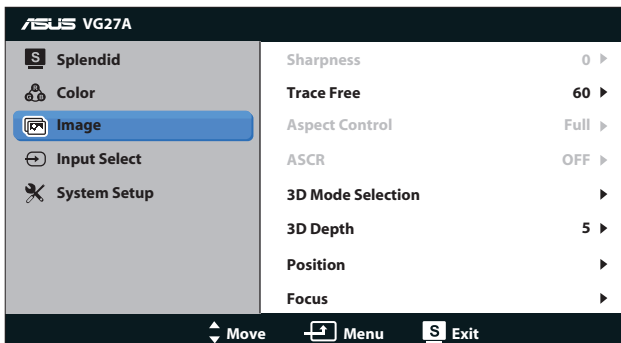 ASUS VG27A
S Splendid
Color
Image
Input Select
System Setup
Sharpness 0
Trace Free 60
Aspect Control Full
ASCR OFF
3D Mode Selection
3D Depth 5
Position
Focus
Move Menu S Exit